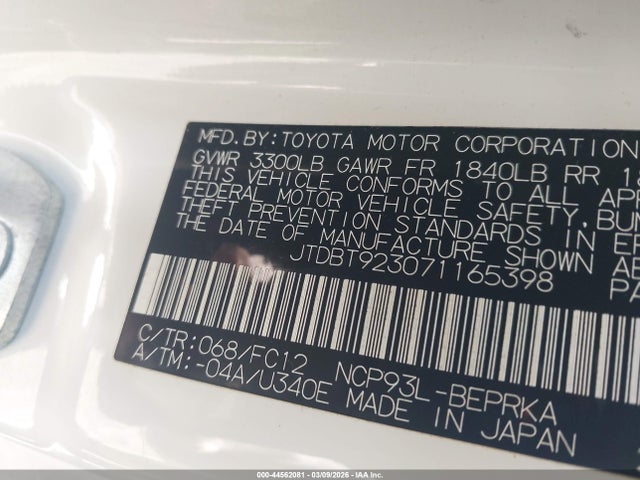 MFD.BY:TOYOTA MOTOR CORPORATION
GVWR 3300LB GAWR FR 1840LB RR
THIS VEHICLE CONFORMS TO ALL
FEDERAL MOTOR VEHICLE SAFETY,
THEFT PREVENTION STANDARDS IN
THE DATE OF MANUFACTURE SHOWN
JTDBT923071165398
C/TR:068/FC12 NCP93L-BEPRKA
A/TM:-04A/U340E MADE IN JAPAN
000-44562081 - 03/09/2026 - IAA Inc.